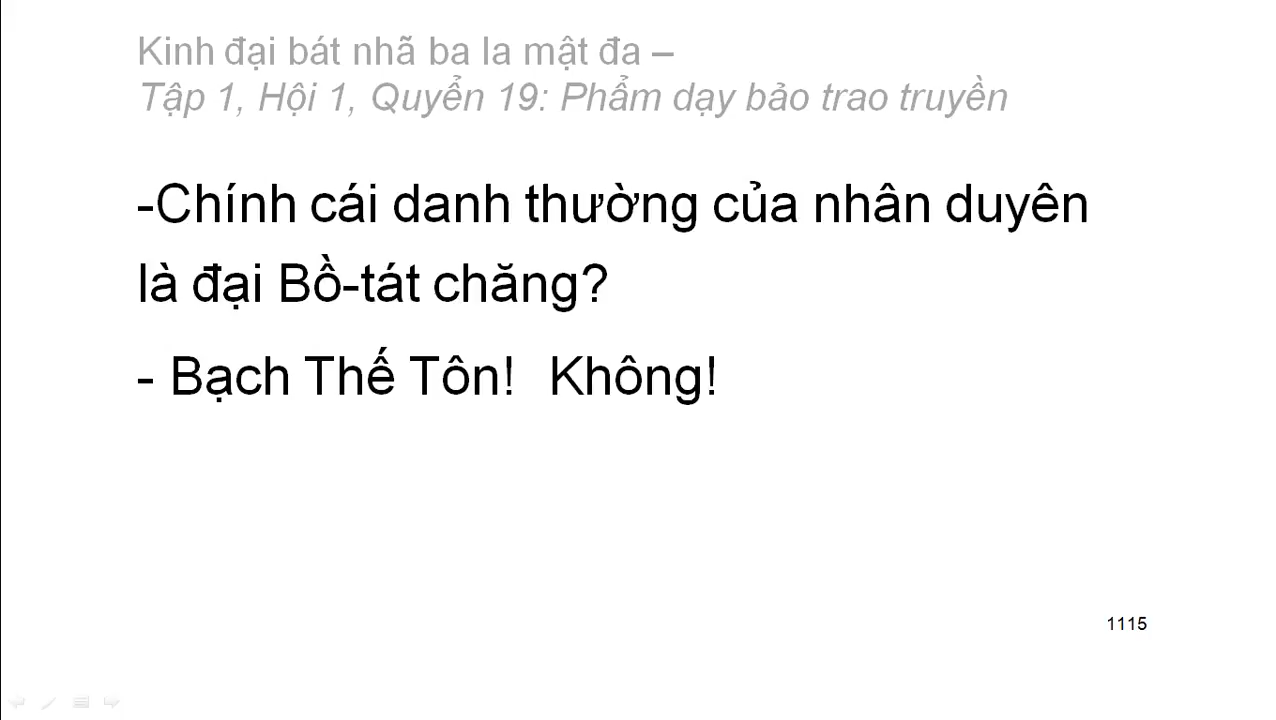 Kinh đại bát nhã ba la mật đa –
Tập 1, Hội 1, Quyển 19: Phẩm dạy bảo trao truyền
-Chính cái danh thường của nhân duyên
là đại Bồ-tát chăng?
- Bạch Thế Tôn!  Không!
1115